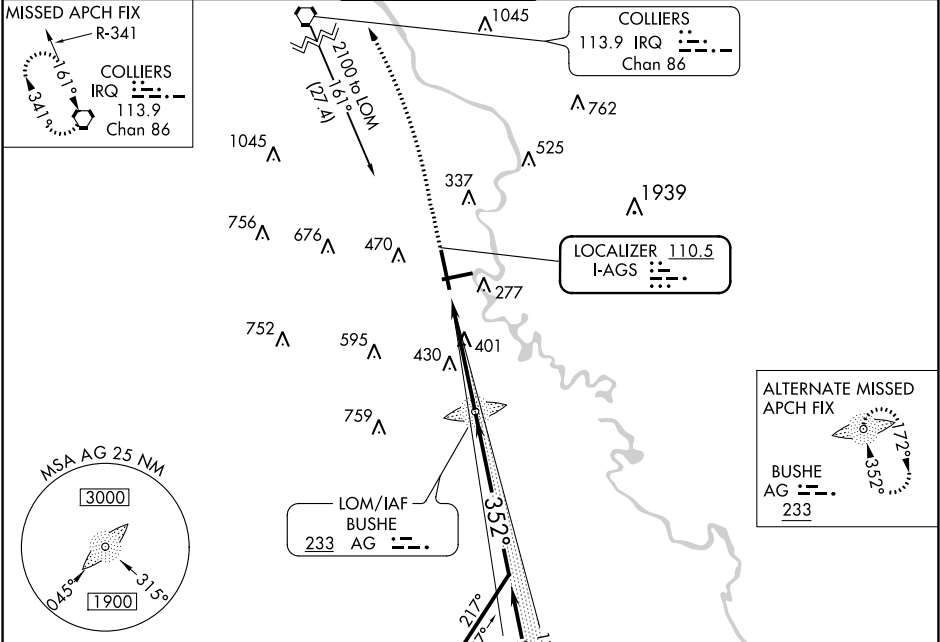 MISSED APCH FIX
R-341
161°
341°
COLLIERS
IRQ
113.9
Chan 86
2100 to LOM
161°
(27.4)
1045
COLLIERS
113.9 IRQ
Chan 86
762
1045
525
337
1939
756
676
470
LOCALIZER 110.5
I-AGS
277
752
595
430
401
759
ALTERNATE MISSED
APCH FIX
172°
352°
BUSHE
AG
233
MSA AG 25 NM
3000
045°
315°
1900
LOM/IAF
BUSHE
233 AG
352°
217°